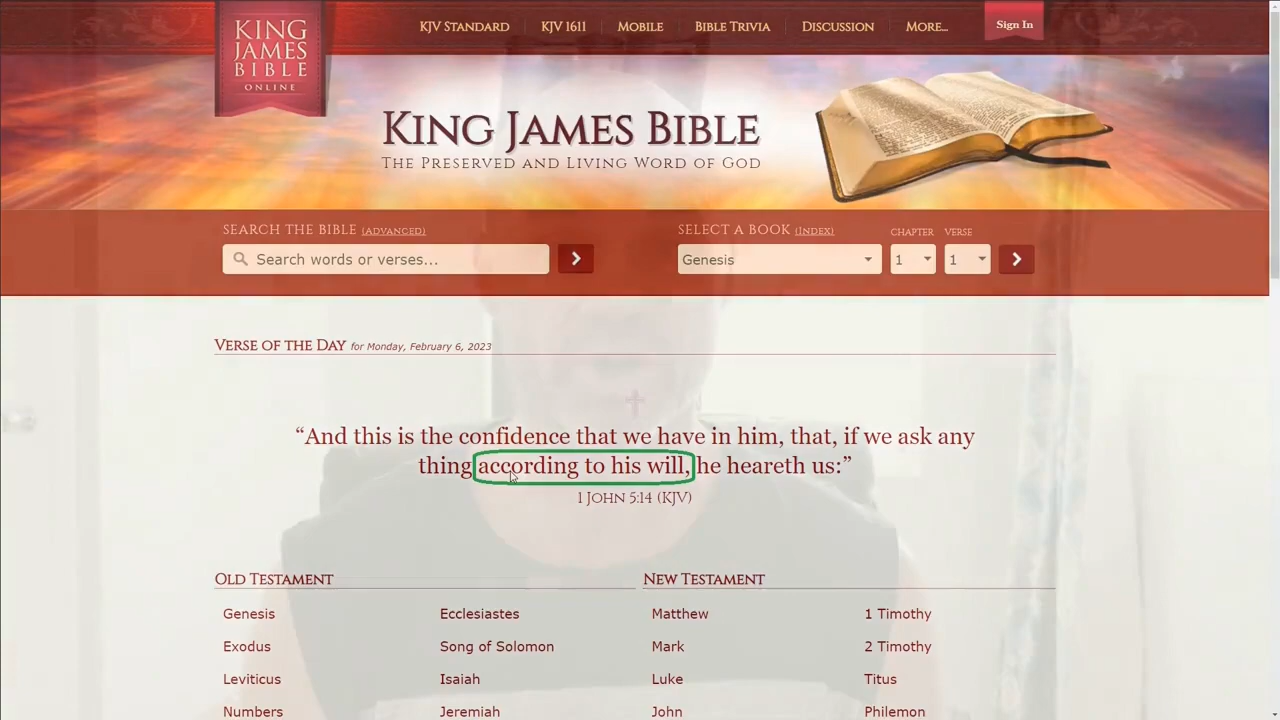 KING
JAMES
BIBLE
ONLINE
KJV STANDARD
KJV 1611
MOBILE
BIBLE TRIVIA
DISCUSSION
MORE...
Sign In
KING JAMES BIBLE
THE PRESERVED AND LIVING WORD OF GOD
SEARCH THE BIBLE (ADVANCED)
Search words or verses...
SELECT A BOOK (INDEX)
CHAPTER
VERSE
Genesis
1
1
VERSE OF THE DAY for Monday, February 6, 2023
“And this is the confidence that we have in him, that, if we ask any
thing according to his will, he heareth us:”
1 JOHN 5:14 (KJV)
OLD TESTAMENT
Genesis
Exodus
Leviticus
Numbers
Ecclesiastes
Song of Solomon
Isaiah
Jeremiah
NEW TESTAMENT
Matthew
Mark
Luke
John
1 Timothy
2 Timothy
Titus
Philemon